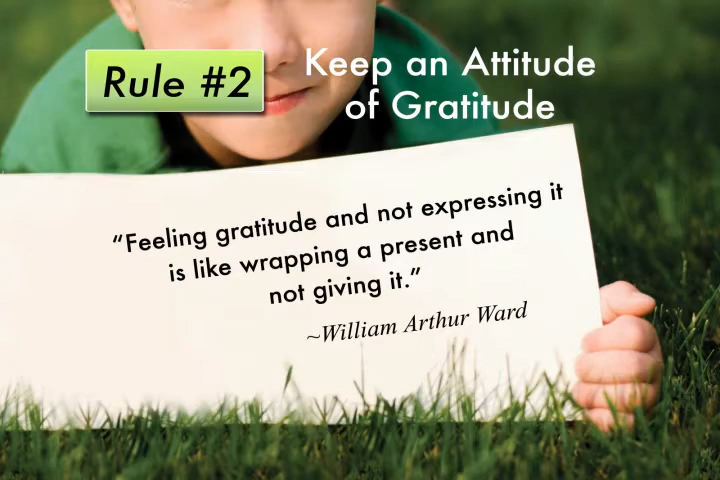 Rule #2
Keep an Attitude
of Gratitude
“Feeling gratitude and not expressing it
is like wrapping a present and
not giving it.”
~William Arthur Ward